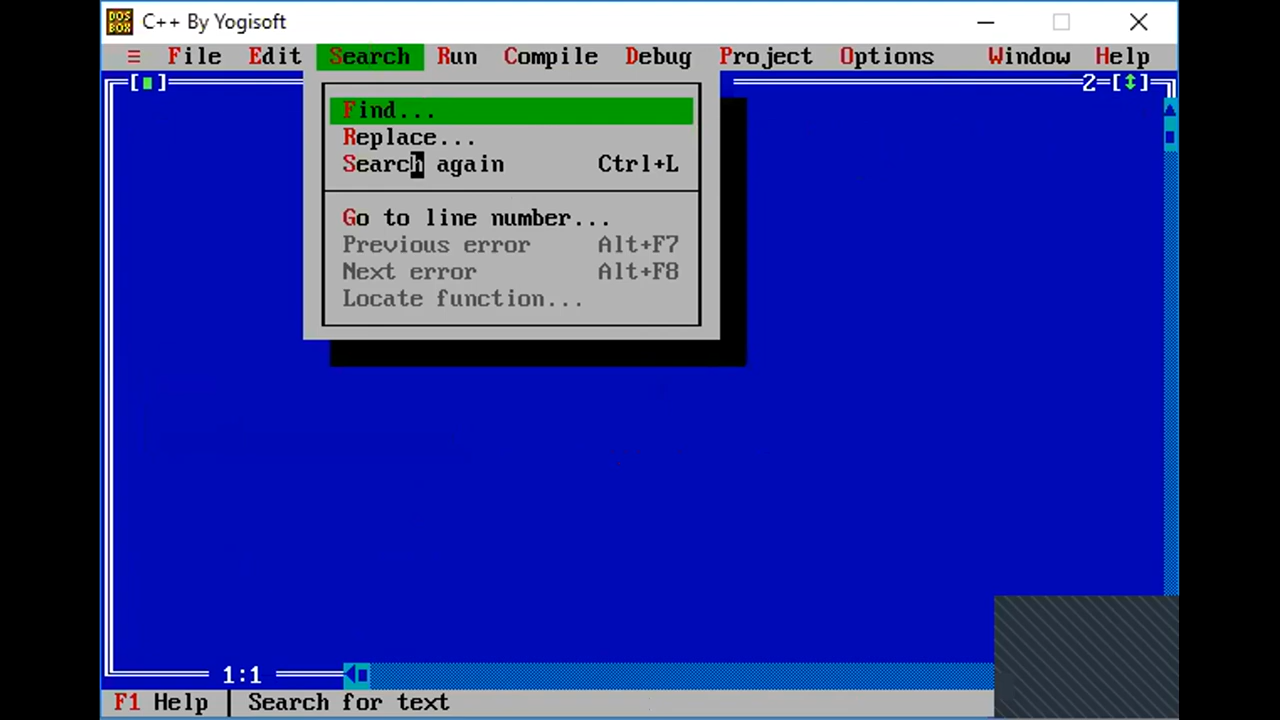 DOS BOX C++ By Yogisoft
≡ File Edit Search Run Compile Debug Project Options Window Help
2=[↕]
Find...
Replace...
Search again Ctrl+L
Go to line number...
Previous error Alt+F7
Next error Alt+F8
Locate function...
1:1
F1 Help | Search for text